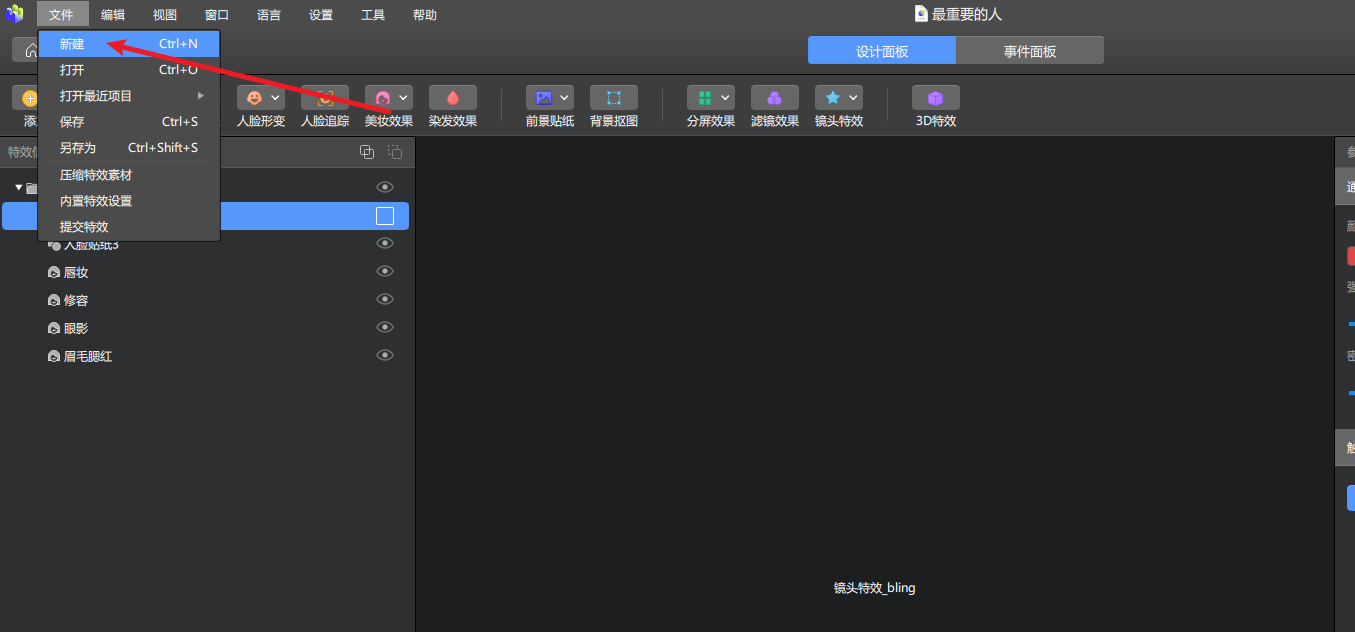 文件 编辑 视图 窗口 语言 设置 工具 帮助
最重要的人
新建 Ctrl+N
打开 Ctrl+O
打开最近项目
保存 Ctrl+S
另存为 Ctrl+Shift+S
压缩特效素材
内置特效设置
提交特效
设计面板 事件面板
人脸形变 人脸追踪 美妆效果 染发效果 前景贴纸 背景抠图 分屏效果 滤镜效果 镜头特效 3D特效
人脸贴纸3
唇妆
修容
眼影
眉毛腮红
镜头特效_bling